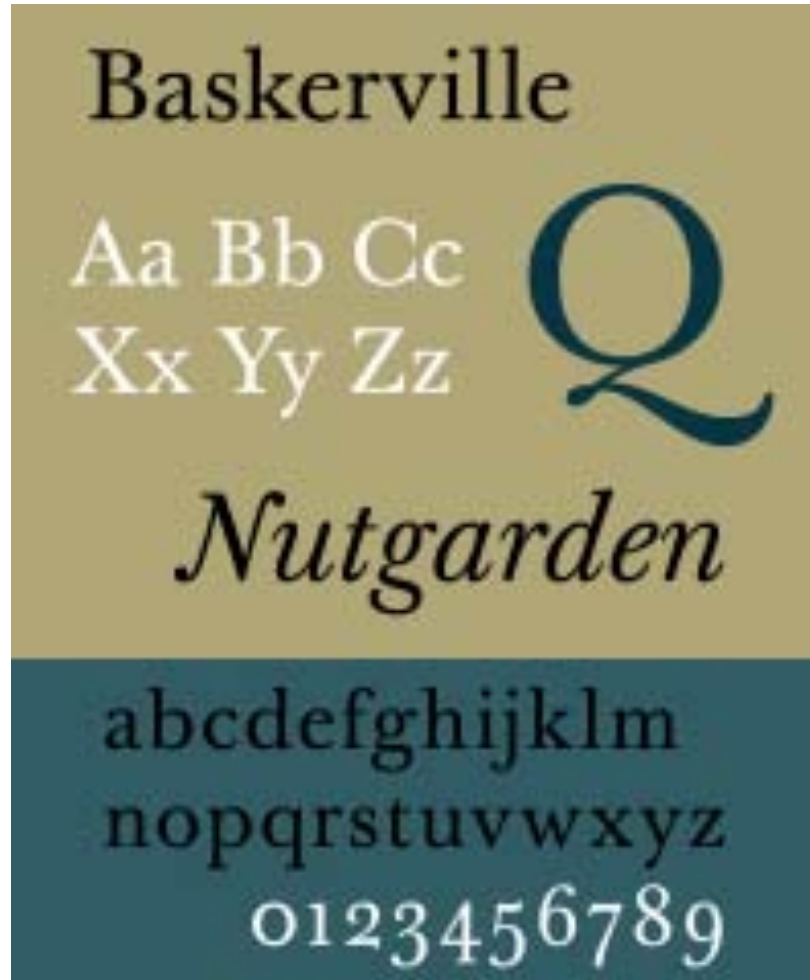 Baskerville
Aa Bb Cc
Xx Yy Zz
Q
Nutgarden
abcdefghijklm
nopqrstuvwxyz
0123456789